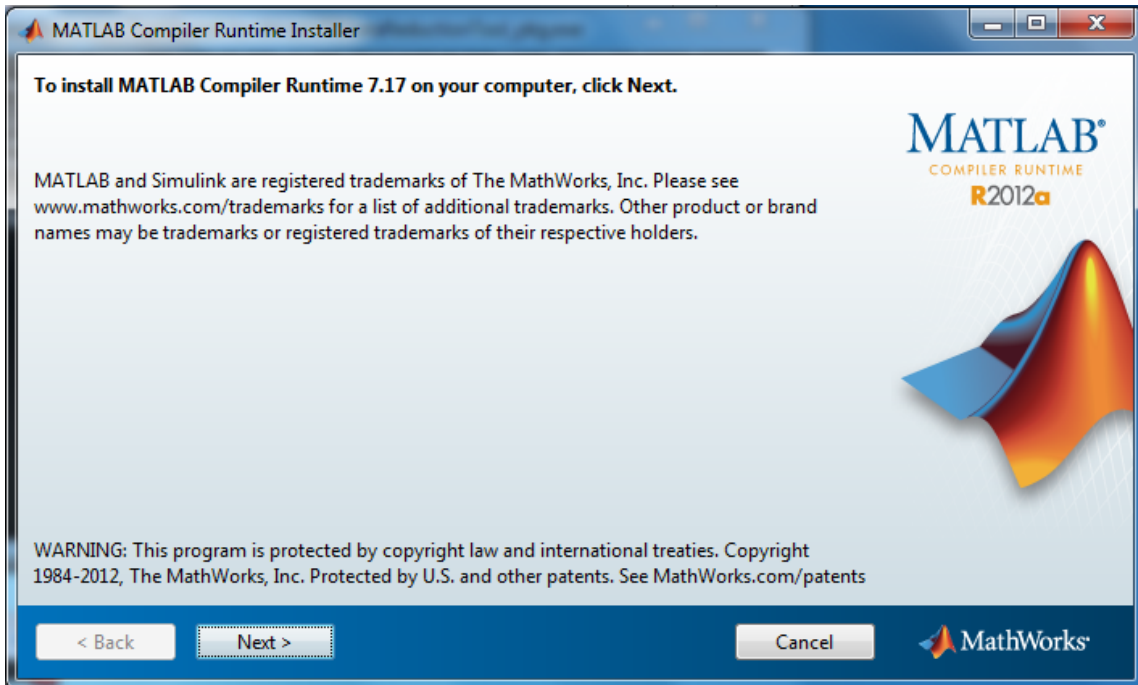 MATLAB Compiler Runtime Installer
To install MATLAB Compiler Runtime 7.17 on your computer, click Next.
MATLAB®
COMPILER RUNTIME
R2012a
MATLAB and Simulink are registered trademarks of The MathWorks, Inc. Please see
www.mathworks.com/trademarks for a list of additional trademarks. Other product or brand
names may be trademarks or registered trademarks of their respective holders.
WARNING: This program is protected by copyright law and international treaties. Copyright
1984-2012, The MathWorks, Inc. Protected by U.S. and other patents. See MathWorks.com/patents
< Back
Next >
Cancel
MathWorks®